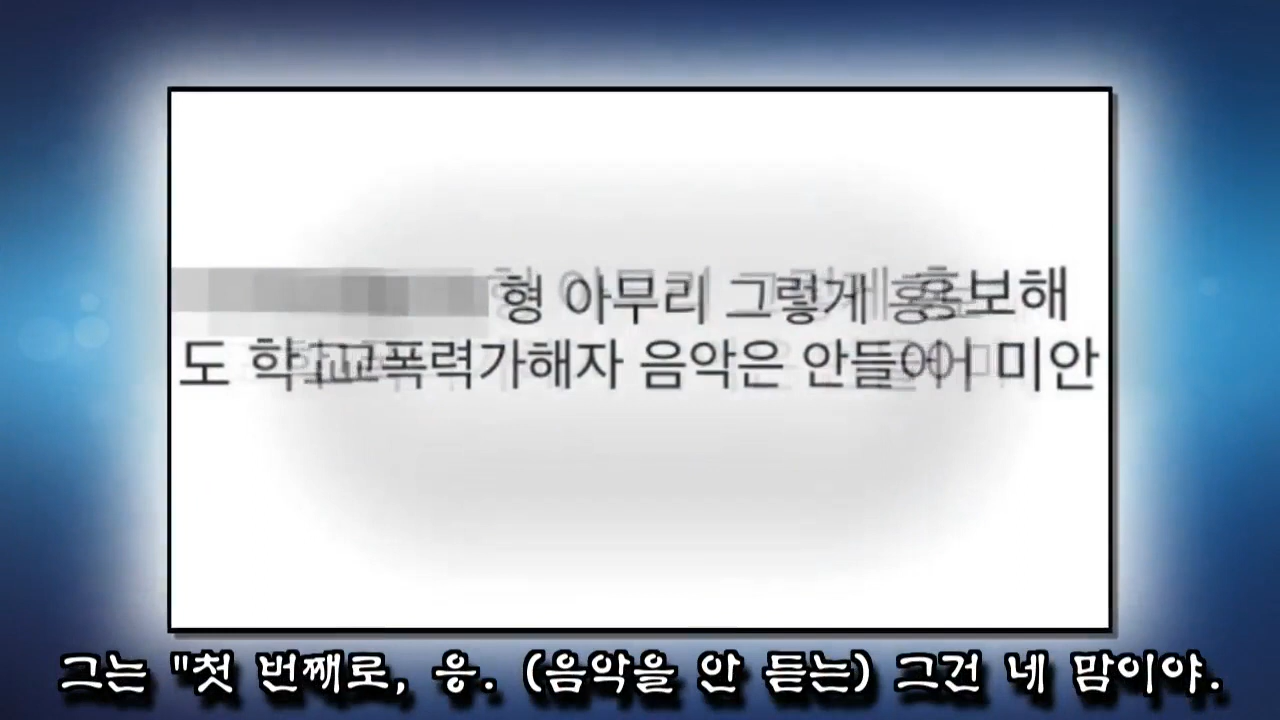 형 아무리 그렇게 홍보해
도 학교폭력가해자 음악은 안들어 미안
그는 "첫 번째로, 응. (음악을 안 듣는) 그건 네 맘이야.